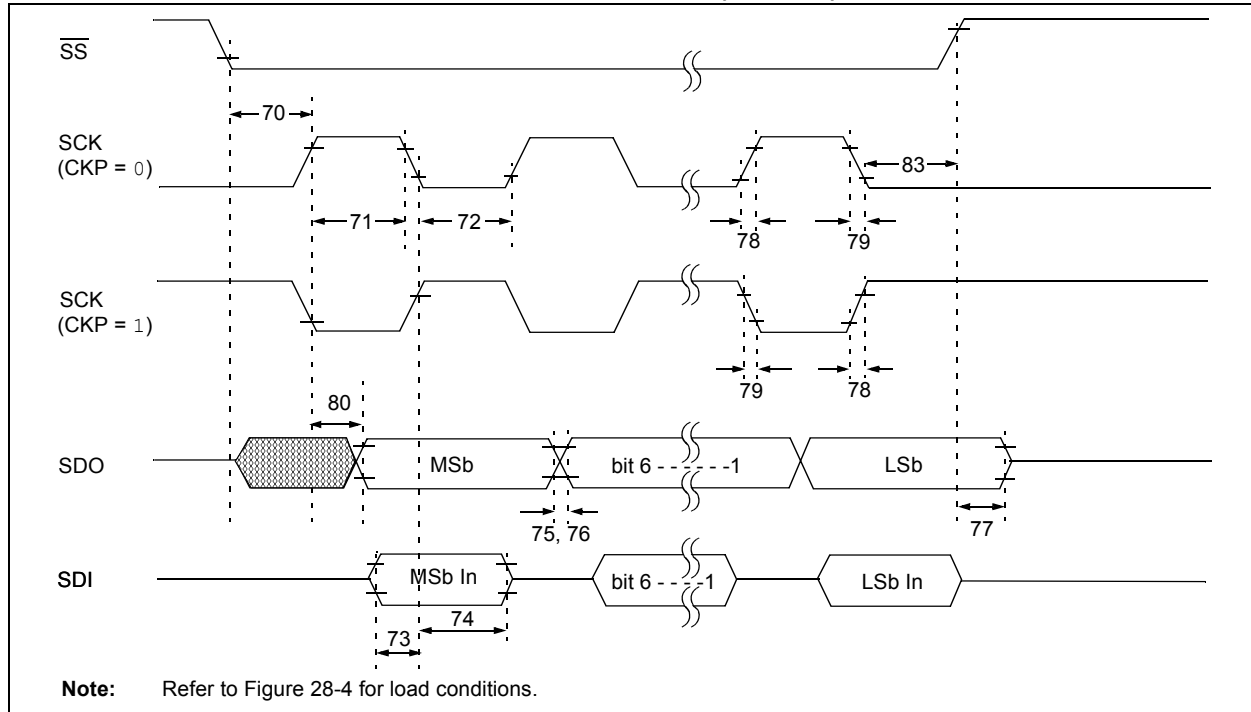 SS
70
SCK
(CKP = 0)
83
71
72
78
79
SCK
(CKP = 1)
79
78
80
SDO
MSb
bit 6 - - - - - -1
LSb
75, 76
77
SDI
MSb In
bit 6 - - - -1
LSb In
74
73
Note: Refer to Figure 28-4 for load conditions.